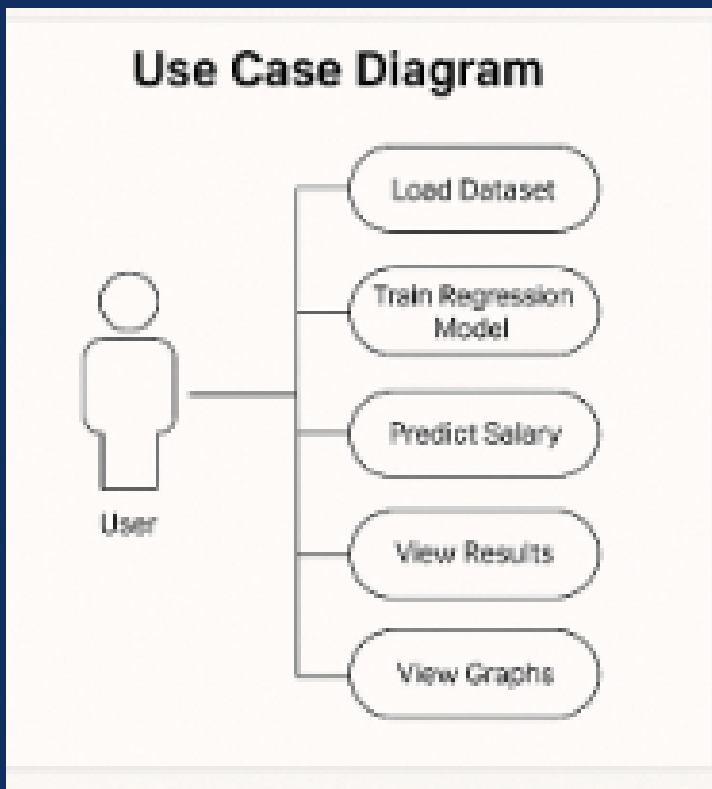 Use Case Diagram
Load Dataset
Train Regression
Model
Predict Salary
View Results
View Graphs
User